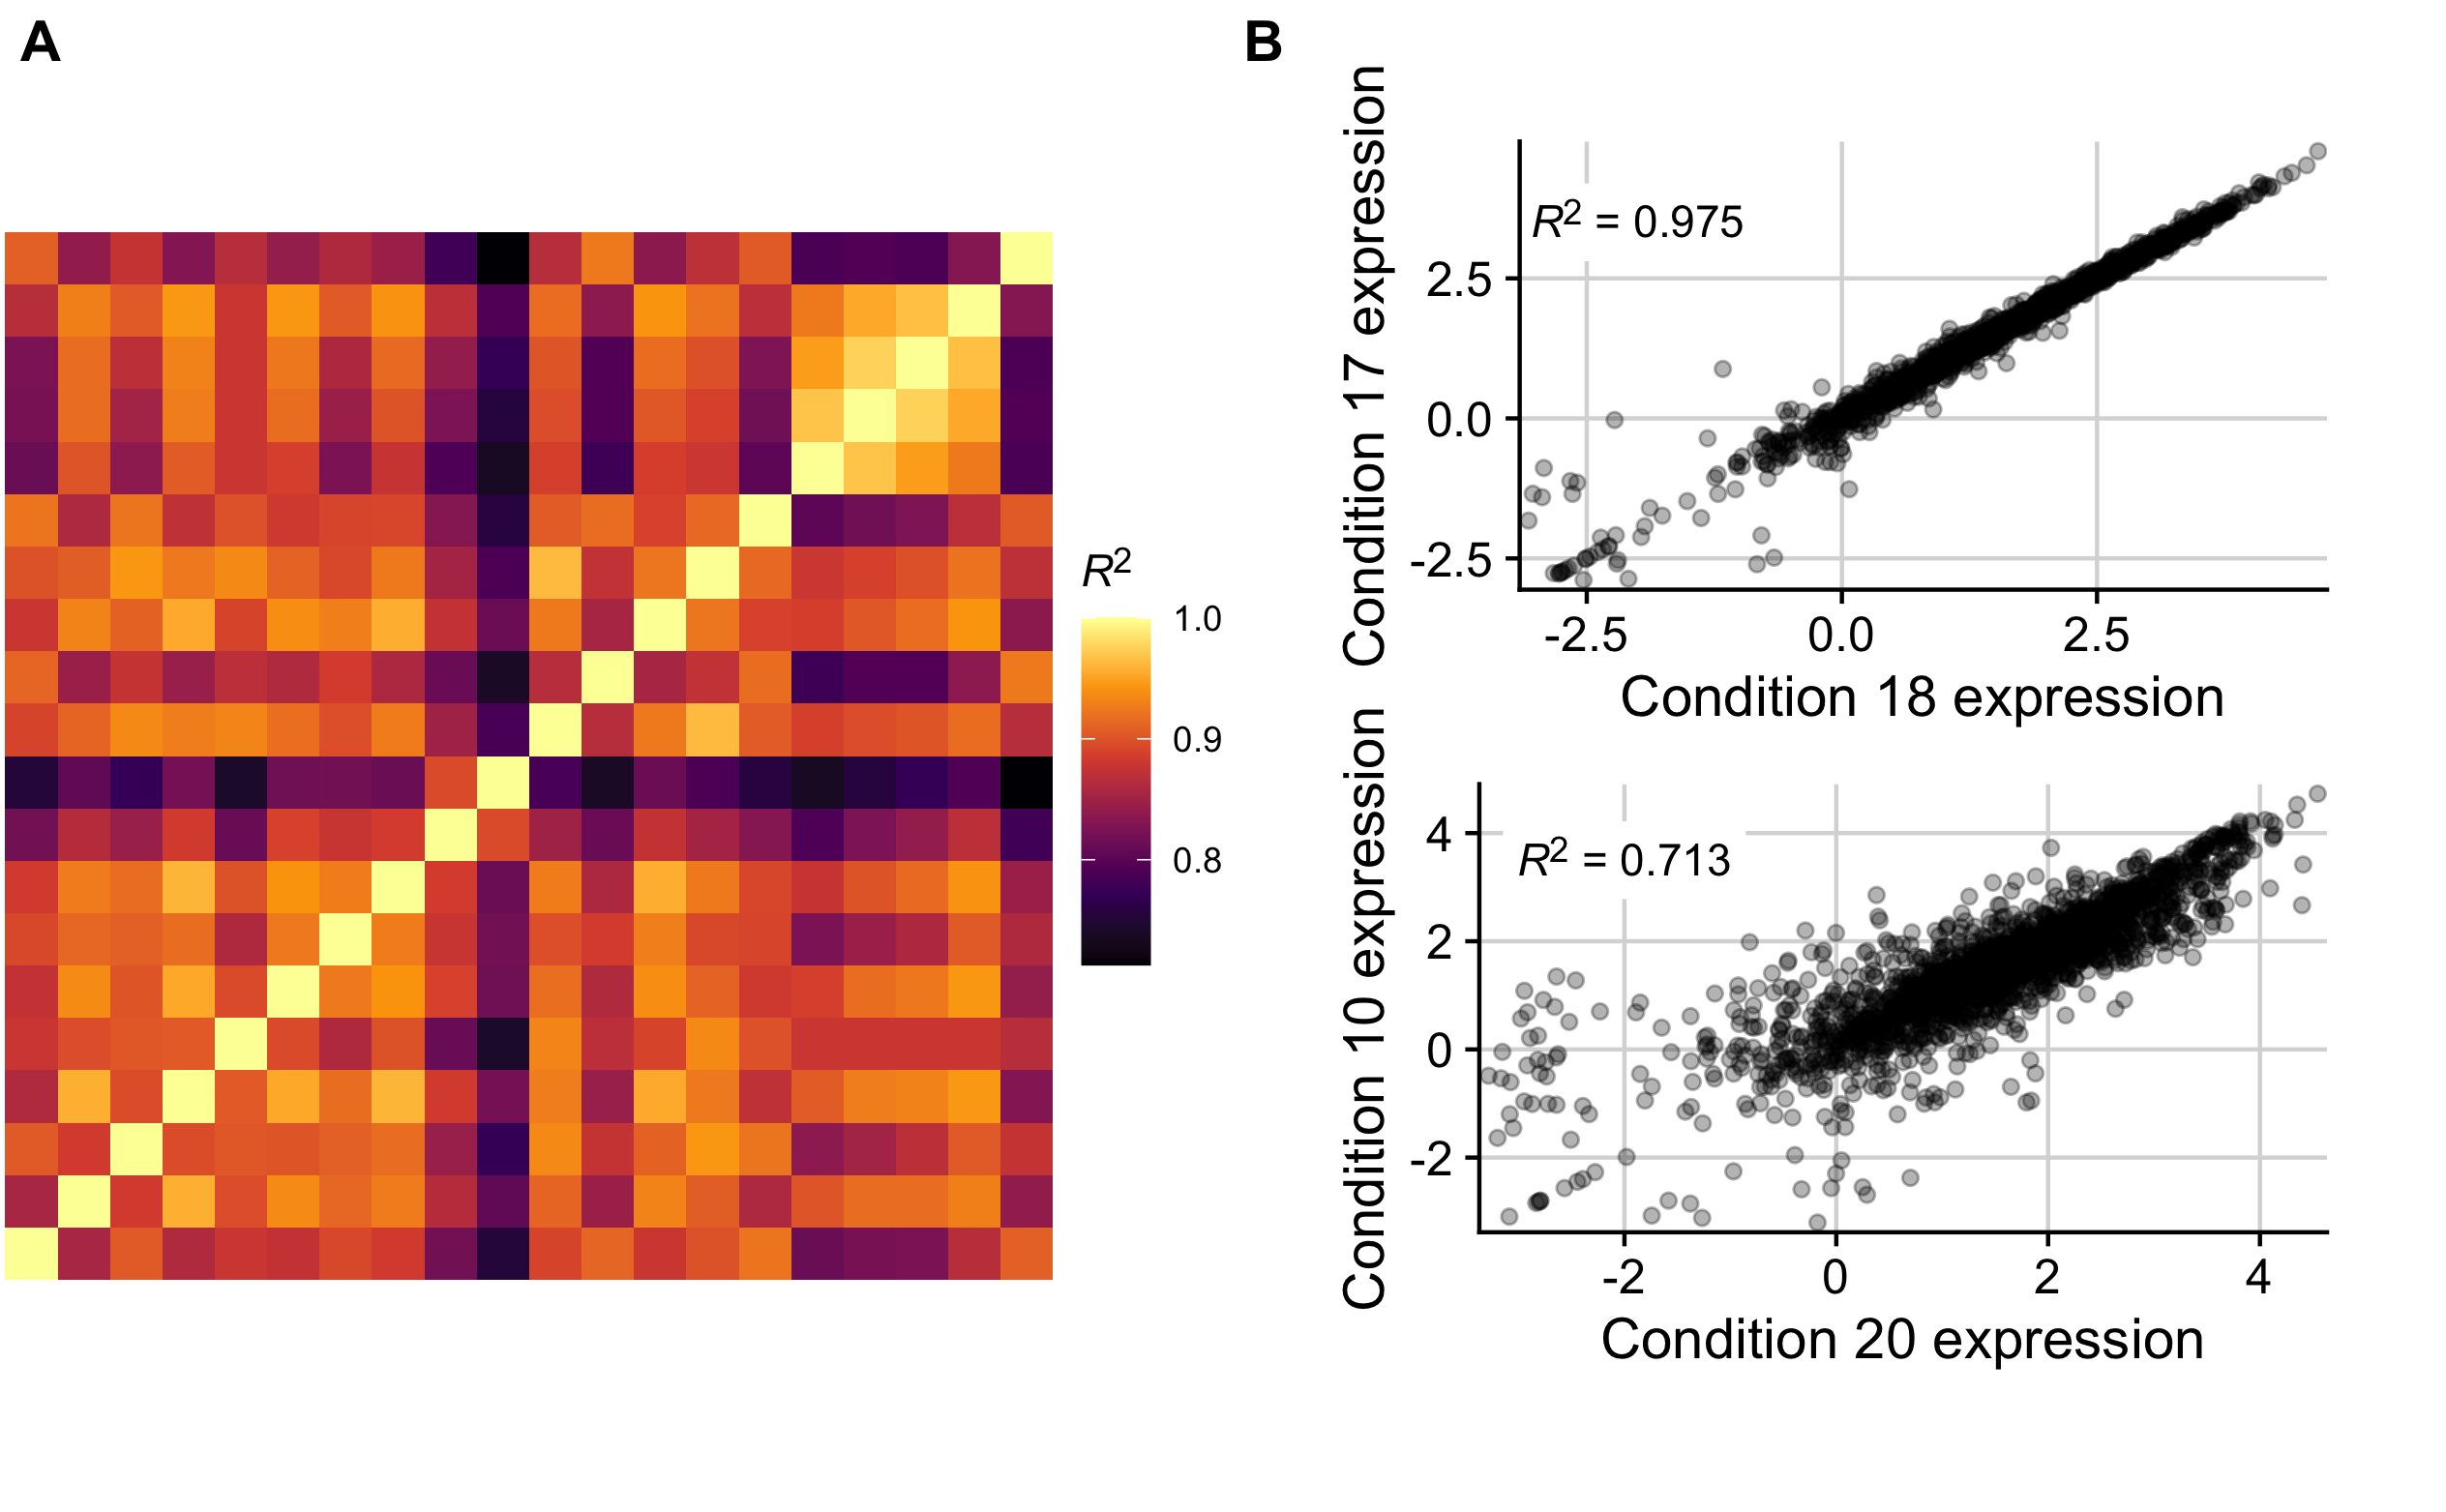 A
R2
1.0
0.9
0.8
B
Condition 17 expression
R2 = 0.975
2.5
0.0
-2.5
-2.5 0.0 2.5
Condition 18 expression
Condition 10 expression
R2 = 0.713
4
2
0
-2
-2 0 2 4
Condition 20 expression